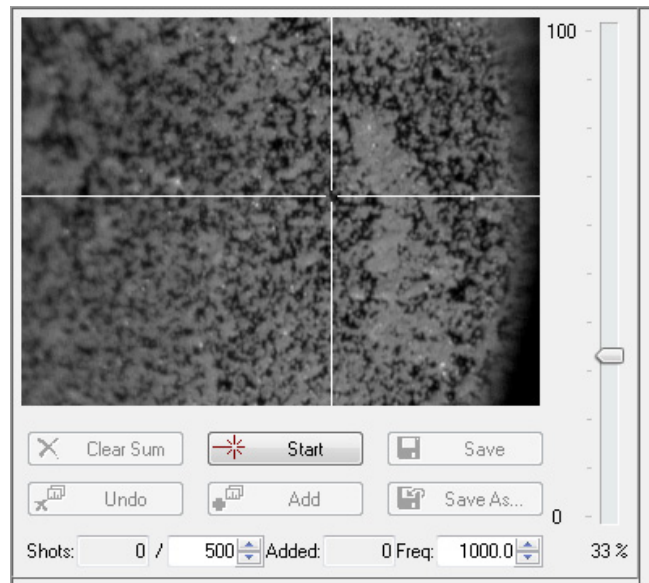 100
Clear Sum Start Save
Undo Add Save As...
0
Shots: 0 / 500 Added: 0 Freq: 1000.0 33 %